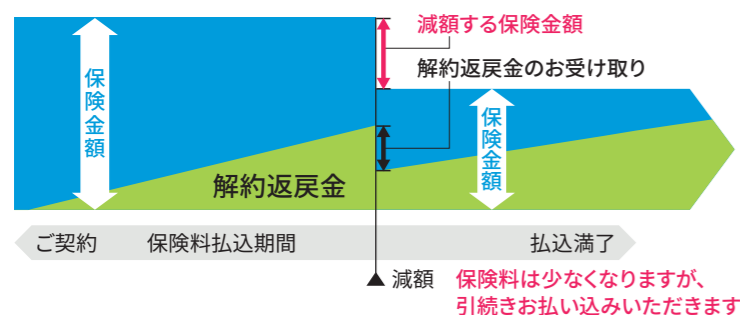 減額する保険金額
解約返戻金のお受け取り
保険金額
保険金額
解約返戻金
ご契約
保険料払込期間
払込満了
減額
保険料は少なくなりますが、
引続きお払い込みいただきます